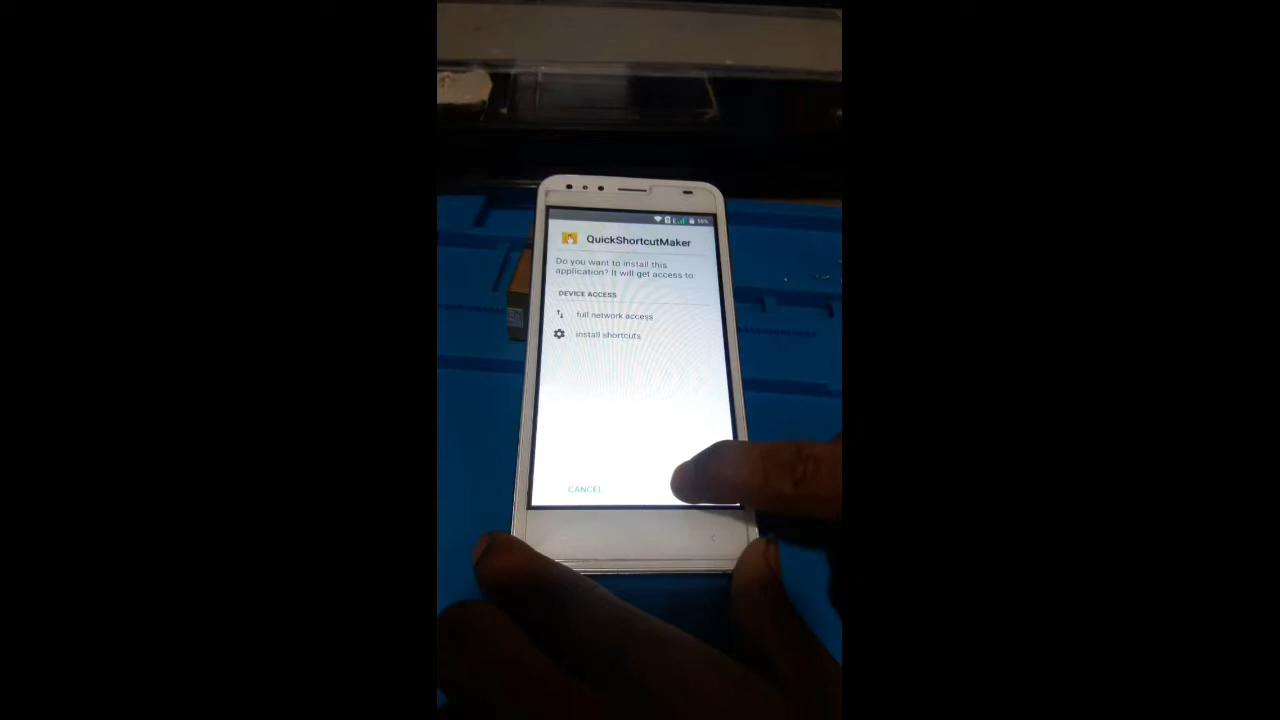 QuickShortcutMaker
Do you want to install this
application? It will get access to:
DEVICE ACCESS
full network access
install shortcuts
CANCEL